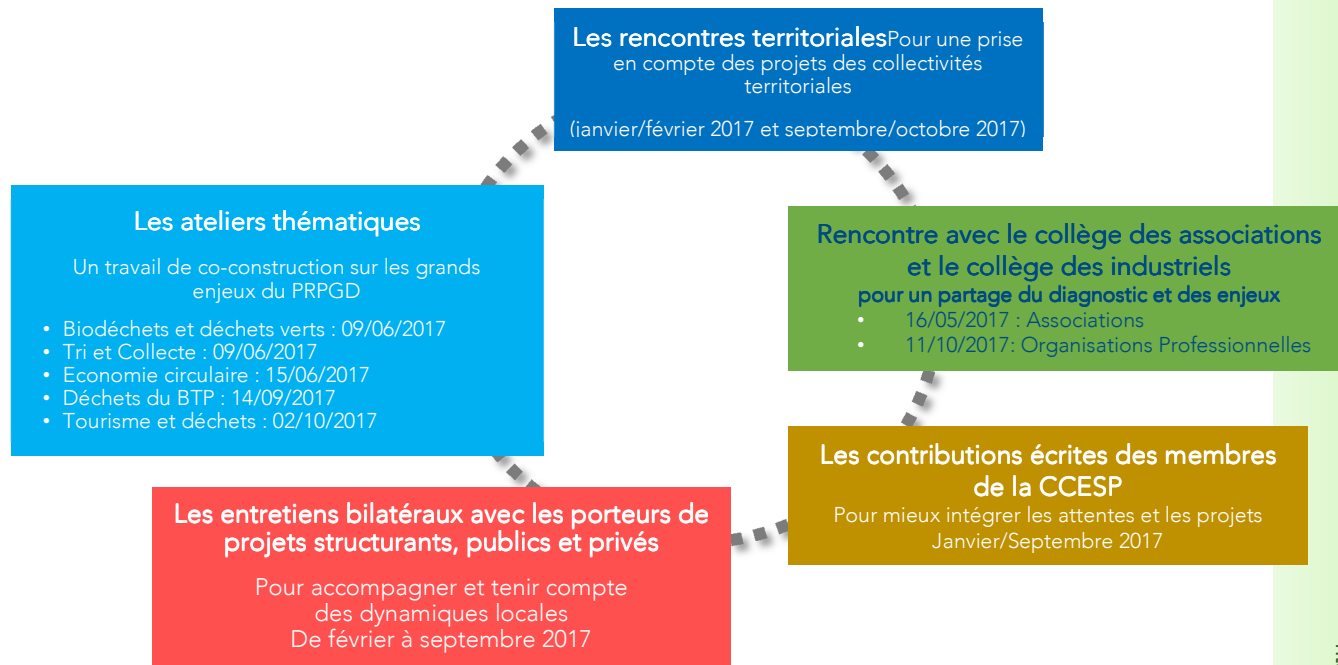 Les rencontres territorialesPour une prise
en compte des projets des collectivités
territoriales
(janvier/février 2017 et septembre/octobre 2017)
Les ateliers thématiques
Un travail de co-construction sur les grands
enjeux du PRPGD
• Biodéchets et déchets verts : 09/06/2017
• Tri et Collecte : 09/06/2017
• Economie circulaire : 15/06/2017
• Déchets du BTP : 14/09/2017
• Tourisme et déchets : 02/10/2017
Rencontre avec le collège des associations
et le collège des industriels
pour un partage du diagnostic et des enjeux
• 16/05/2017 : Associations
• 11/10/2017: Organisations Professionnelles
Les contributions écrites des membres
de la CCESP
Pour mieux intégrer les attentes et les projets
Janvier/Septembre 2017
Les entretiens bilatéraux avec les porteurs de
projets structurants, publics et privés
Pour accompagner et tenir compte
des dynamiques locales
De février à septembre 2017